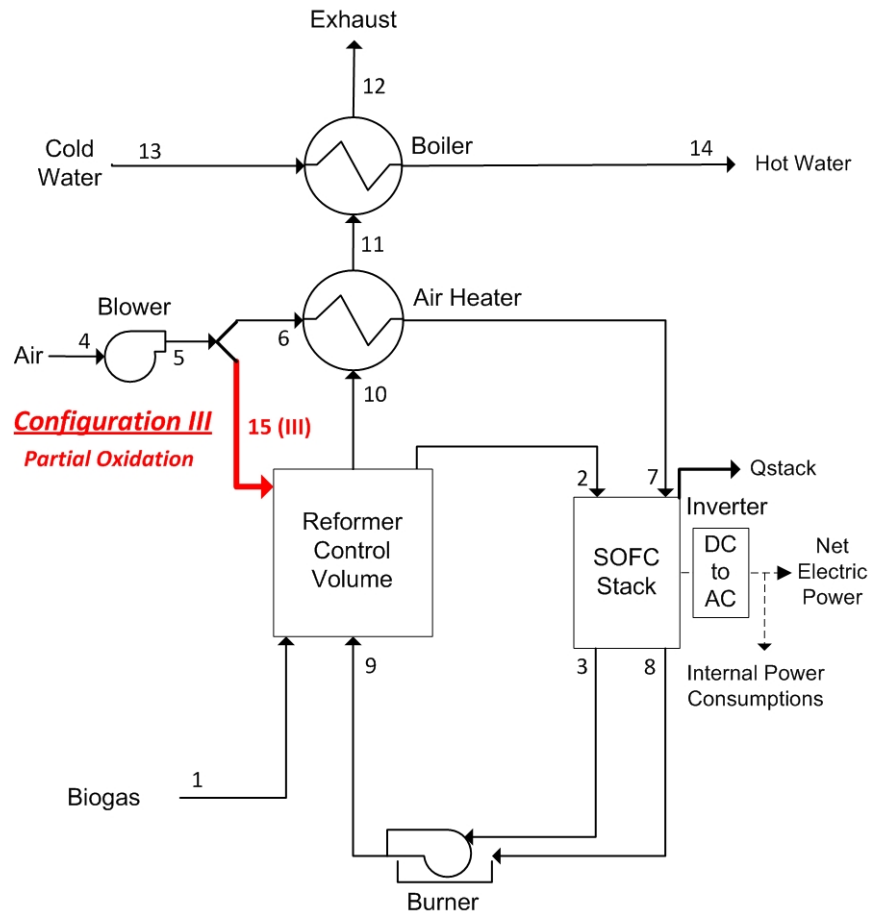 Exhaust
12
Cold
Water
13
Boiler
14
Hot Water
11
Blower
Air Heater
Air
4
5
6
10
Configuration III
Partial Oxidation
15 (III)
2
7
Qstack
Inverter
Reformer
Control
Volume
SOFC
Stack
DC
to
AC
Net
Electric
Power
9
3
8
Internal Power
Consumptions
1
Biogas
Burner